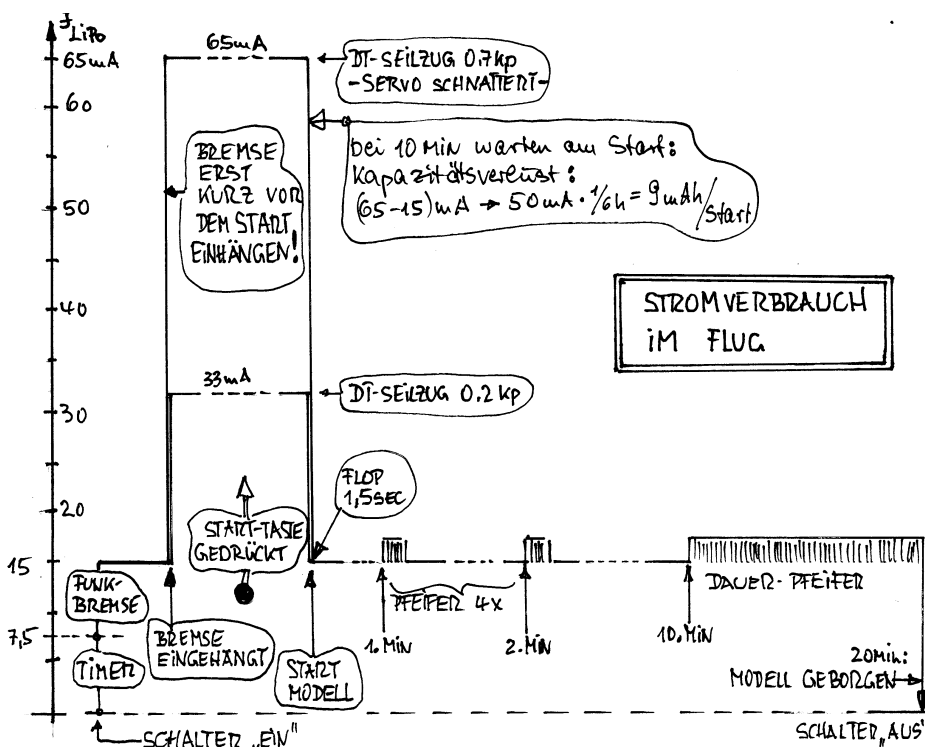 J LiPo
65mA
60
50
40
30
20
15
7,5
65mA
DT-SEILZUG 0.7kp
-SERVO SCHNATTERT-
BREMSE
ERST
KURZ VOR
DEM START
EINHÄNGEN!
bei 10 Min warten am Start:
Kapazitätsverlust:
(65-15)mA → 50mA · 1/6h = 9mAh/Start
STROMVERBRAUCH
IM FLUG
33mA
DT-SEILZUG 0.2 kp
FLOP
1,5SEC
START-TASTE
GEDRÜCKT
FUNK-
BREMSE
TIMER
BREMSE
EINGEHÄNGT
START
MODELL
PFEIFER 4x
1.MIN
2.MIN
10.MIN
DAUER-PFEIFER
20Min:
MODELL GEBORGEN
SCHALTER „EIN"
SCHALTER „AUS"